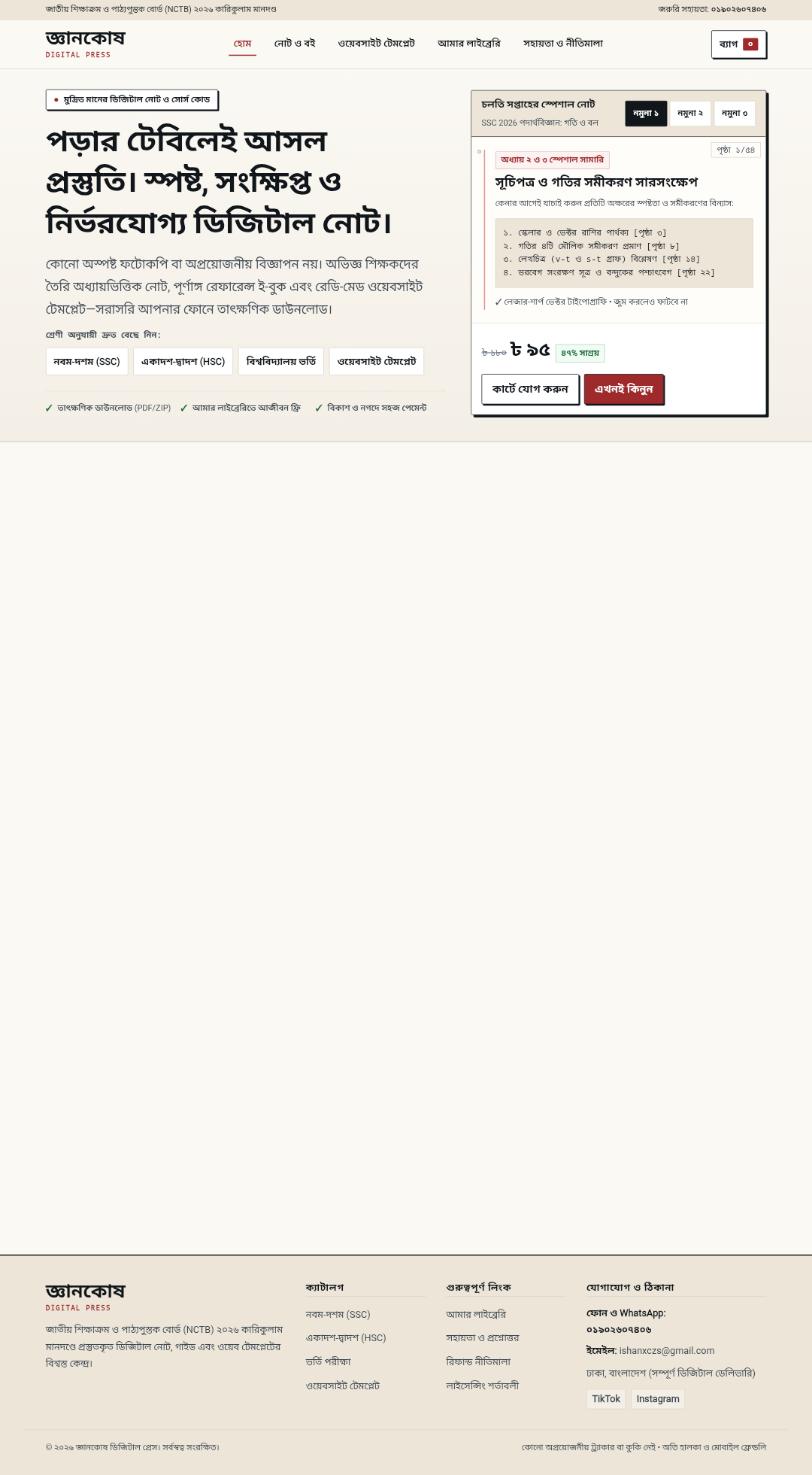 জাতীয় শিক্ষাক্রম ও পাঠ্যপুস্তক বোর্ড (NCTB) ২০২৬ কারিকুলাম মানদণ্ড
জরুরি সহায়তা: ০১৯০২৬০৭৪০৬
জ্ঞানকোষ
DIGITAL PRESS
হোম
নোট ও বই
ওয়েবসাইট টেমপ্লেট
আমার লাইব্রেরি
সহায়তা ও নীতিমালা
ব্যাগ ০
মুদ্রিত মানের ডিজিটাল নোট ও সোর্স কোড
পড়ার টেবিলেই আসল
প্রস্তুতি। স্পষ্ট, সংক্ষিপ্ত ও
নির্ভরযোগ্য ডিজিটাল নোট।
কোনো অস্পষ্ট ফটোকপি বা অপ্রয়োজনীয় বিজ্ঞাপন নয়। অভিজ্ঞ শিক্ষকদের
তৈরি অধ্যায়ভিত্তিক নোট, পূর্ণাঙ্গ রেফারেন্স ই-বুক এবং রেডি-মেড ওয়েবসাইট
টেমপ্লেট—সরাসরি আপনার ফোনে তাৎক্ষণিক ডাউনলোড।
শ্রেণী অনুযায়ী দ্রুত বেছে নিন:
নবম-দশম (SSC)
একাদশ-দ্বাদশ (HSC)
বিশ্ববিদ্যালয় ভর্তি
ওয়েবসাইট টেমপ্লেট
✓ তাৎক্ষণিক ডাউনলোড (PDF/ZIP)
✓ আমার লাইব্রেরিতে আজীবন ফ্রি
✓ বিকাশ ও নগদে সহজ পেমেন্ট
চলতি সপ্তাহের স্পেশাল নোট
SSC 2026 পদার্থবিজ্ঞান: গতি ও বল
নমুনা ১
নমুনা ২
নমুনা ৩
পৃষ্ঠা ১/৫৪
অধ্যায় ২ ও ৩ স্পেশাল সামারি
সূচিপত্র ও গতির সমীকরণ সারসংক্ষেপ
কেনার আগেই যাচাই করুন প্রতিটি অক্ষরের স্পষ্টতা ও সমীকরণের বিন্যাস:
১. স্কেলার ও ভেক্টর রাশির পার্থক্য [পৃষ্ঠা ৩]
২. গতির ৪টি মৌলিক সমীকরণ প্রমাণ [পৃষ্ঠা ৮]
৩. লেখচিত্র (v-t ও s-t গ্রাফ) বিশ্লেষণ [পৃষ্ঠা ১৪]
৪. ভরবেগ সংরক্ষণ সূত্র ও বন্দুকের পশ্চাৎবেগ [পৃষ্ঠা ২২]
✓ লেজার-শার্প ভেক্টর টাইপোগ্রাফি • জুম করলেও ফাটবে না
৳ ১৮০ ৳ ৯৫ ৪৭% সাশ্রয়
কার্টে যোগ করুন
এখনই কিনুন
জ্ঞানকোষ
DIGITAL PRESS
জাতীয় শিক্ষাক্রম ও পাঠ্যপুস্তক বোর্ড (NCTB) ২০২৬ কারিকুলাম
মানদণ্ডে প্রস্তুতকৃত ডিজিটাল নোট, গাইড এবং ওয়েব টেমপ্লেটের
বিশ্বস্ত কেন্দ্র।
ক্যাটালগ
নবম-দশম (SSC)
একাদশ-দ্বাদশ (HSC)
ভর্তি পরীক্ষা
ওয়েবসাইট টেমপ্লেট
গুরুত্বপূর্ণ লিংক
আমার লাইব্রেরি
সহায়তা ও প্রশ্নোত্তর
রিফান্ড নীতিমালা
লাইসেন্সিং শর্তাবলী
যোগাযোগ ও ঠিকানা
ফোন ও WhatsApp:
০১৯০২৬০৭৪০৬
ইমেইল: ishanxczs@gmail.com
ঢাকা, বাংলাদেশ (সম্পূর্ণ ডিজিটাল ডেলিভারি)
TikTok
Instagram
© ২০২৬ জ্ঞানকোষ ডিজিটাল প্রেস। সর্বস্বত্ব সংরক্ষিত।
কোনো অপ্রয়োজনীয় ট্র্যাকার বা কুকি নেই • অতি হালকা ও মোবাইল ফ্রেন্ডলি